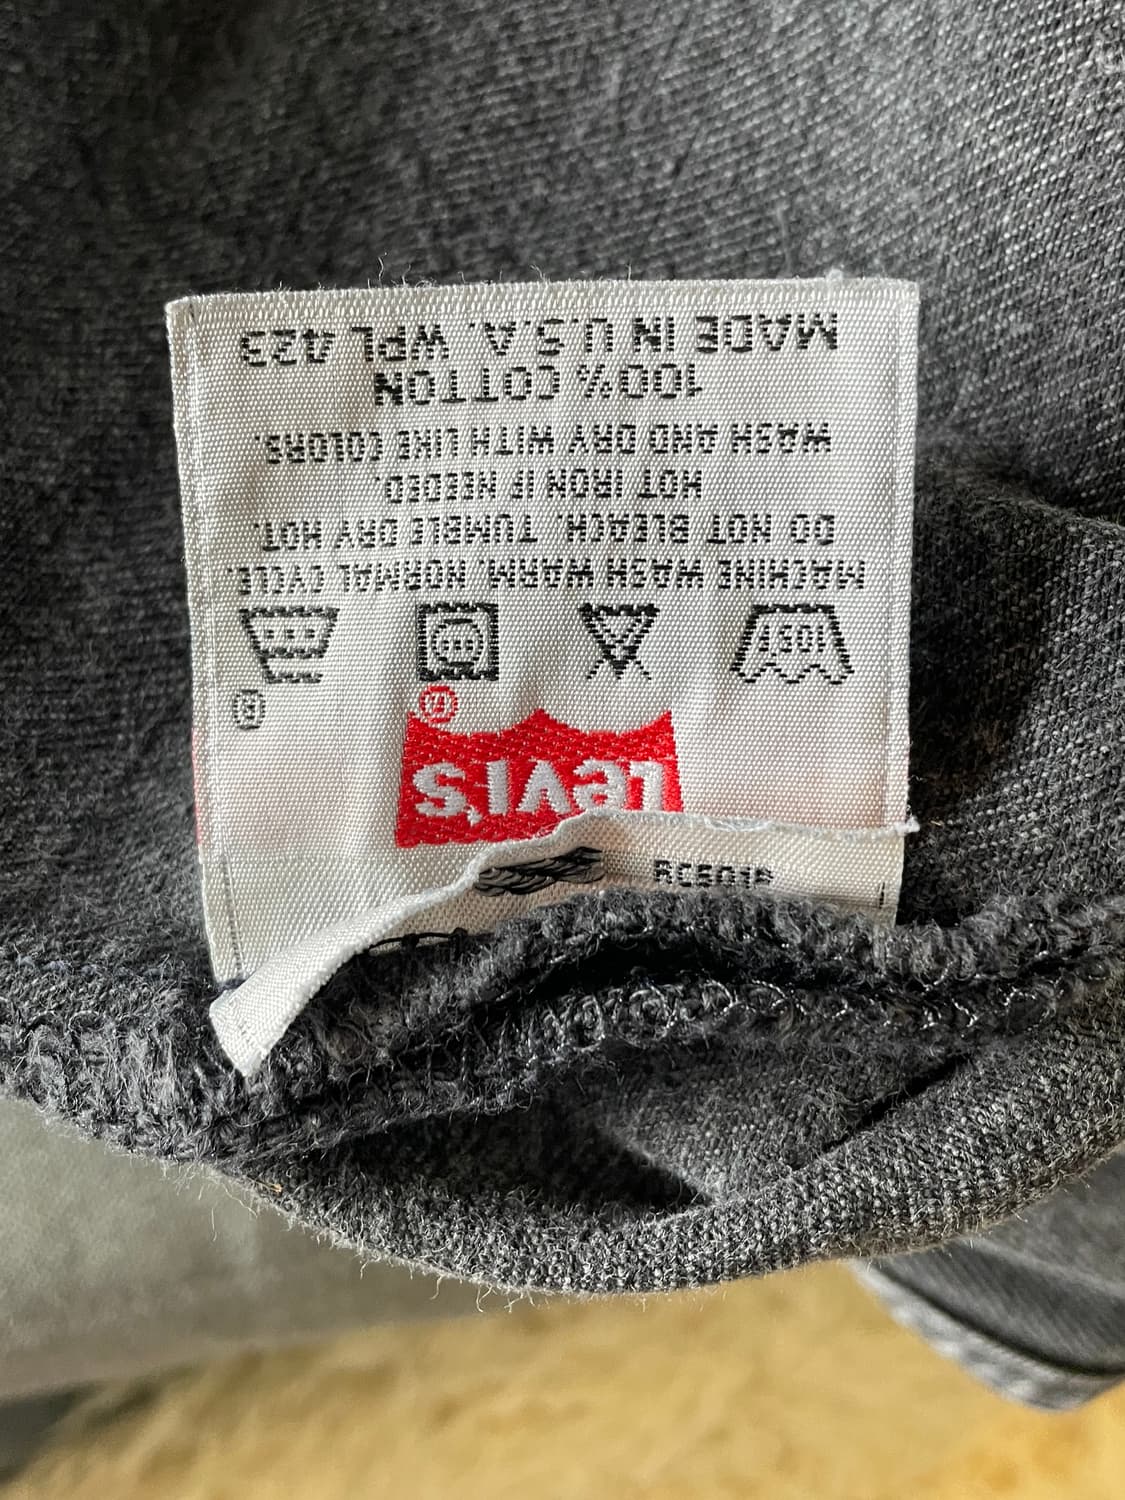 Levi's ®
®
105F
MACHINE WASH WARM. NORMAL CYCLE.
DO NOT BLEACH. TUMBLE DRY HOT.
HOT IRON IF NEEDED.
WASH AND DRY WITH LIKE COLORS.
100% COTTON
MADE IN U.S.A. WPL 423